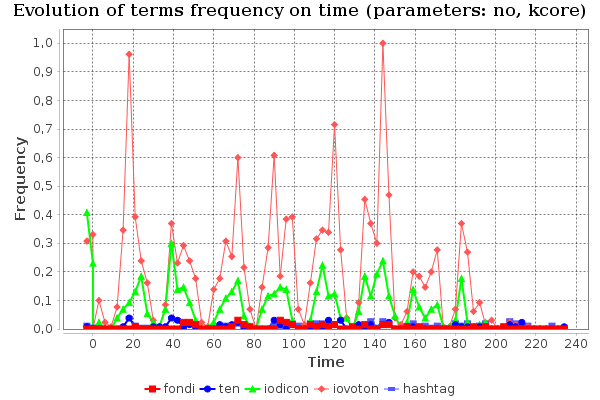 Evolution of terms frequency on time (parameters: no, kcore)
Frequency
1,0
0,9
0,8
0,7
0,6
0,5
0,4
0,3
0,2
0,1
0,0
0 20 40 60 80 100 120 140 160 180 200 220 240
Time
fondi ten iodicon iovoton hashtag